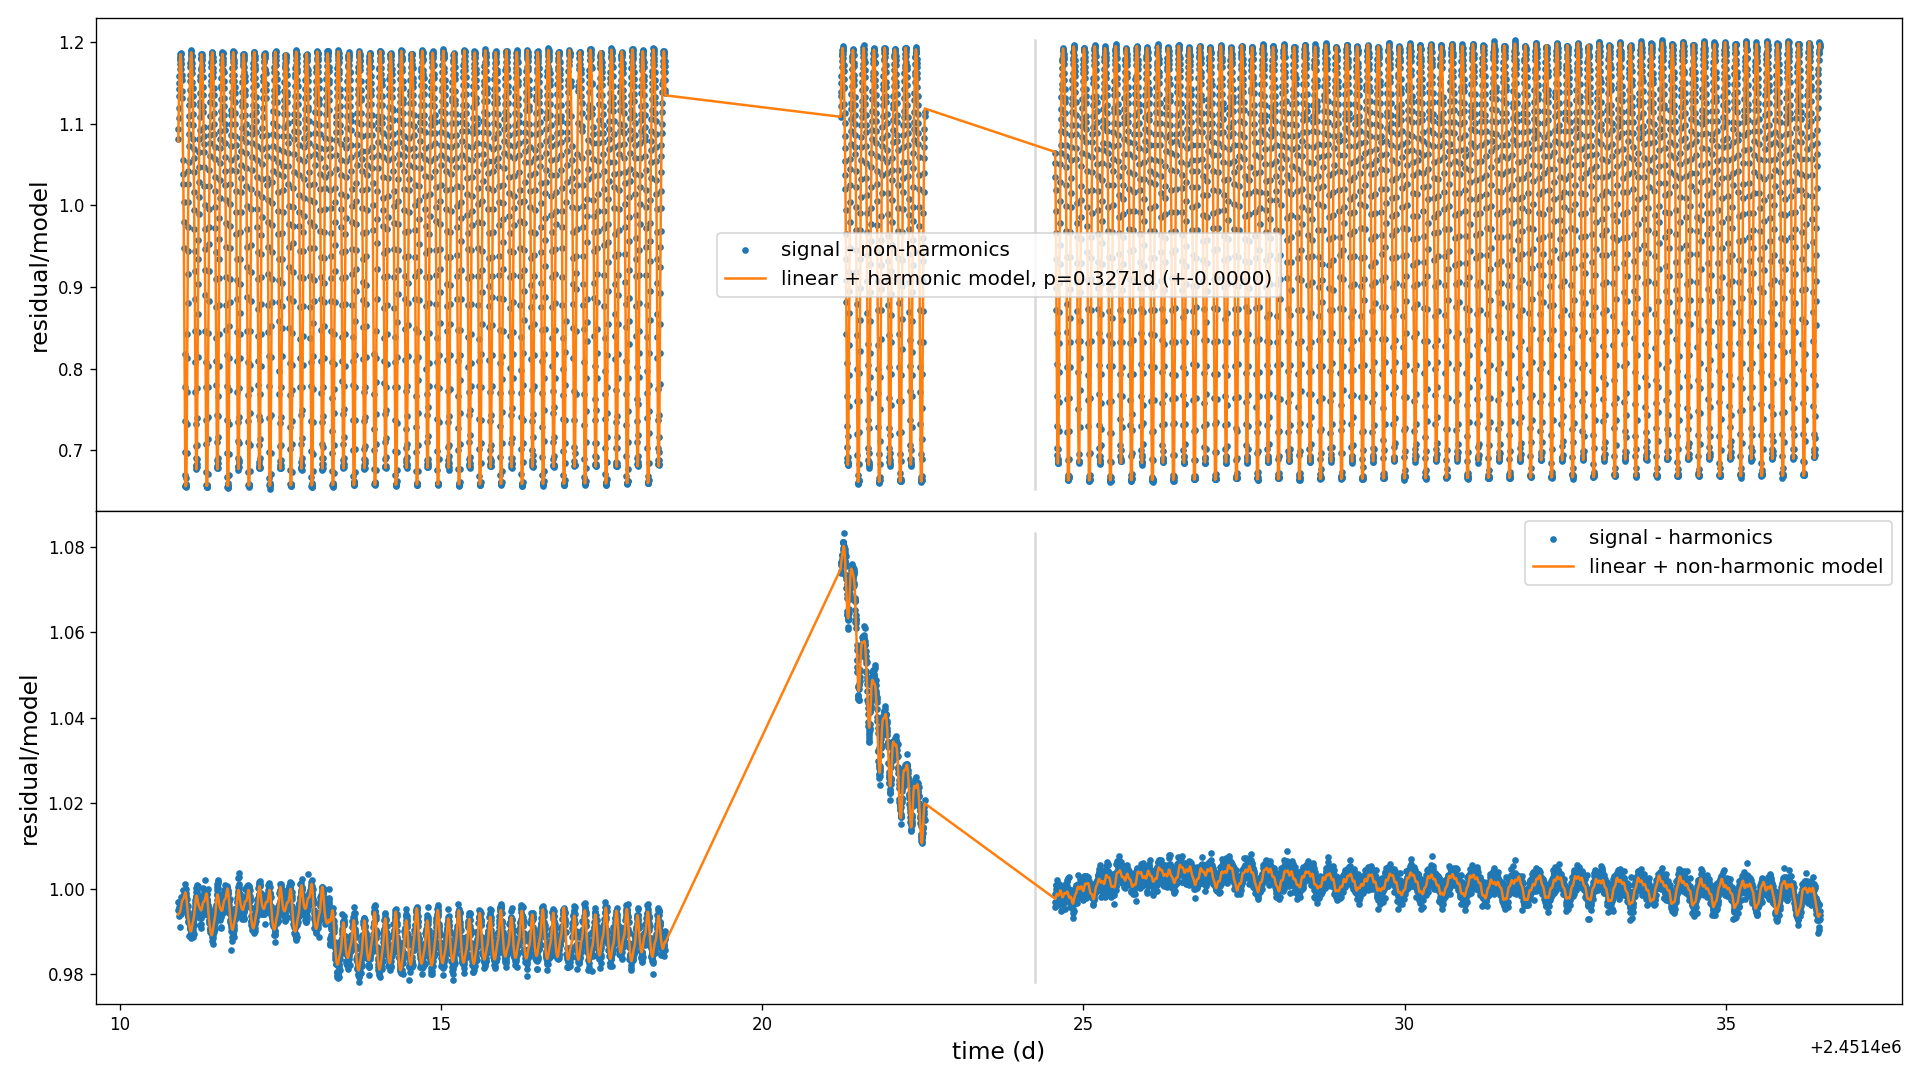 1.2
1.1
1.0
0.9
0.8
0.7
residual/model
signal - non-harmonics
linear + harmonic model, p=0.3271d (+-0.0000)
1.08
1.06
1.04
1.02
1.00
0.98
residual/model
signal - harmonics
linear + non-harmonic model
10 15 20 25 30 35
time (d)
+2.4514e6